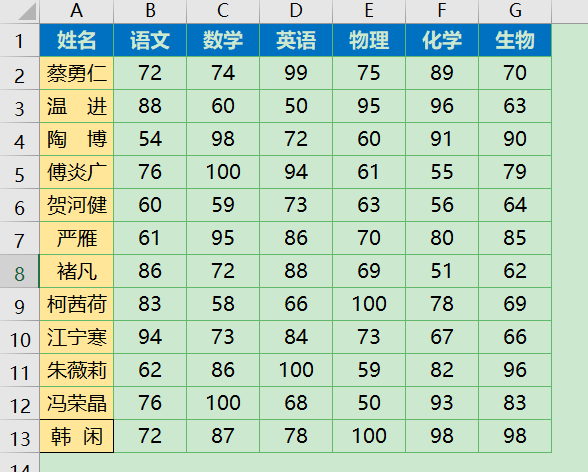 A B C D E F G
1 姓名 语文 数学 英语 物理 化学 生物
2 蔡勇仁 72 74 99 75 89 70
3 温　进 88 60 50 95 96 63
4 陶　博 54 98 72 60 91 90
5 傅炎广 76 100 94 61 55 79
6 贺河健 60 59 73 63 56 64
7 严雁 61 95 86 70 80 85
8 褚凡 86 72 88 69 51 62
9 柯茜荷 83 58 66 100 78 69
10 江宁寒 94 73 84 73 67 66
11 朱薇莉 62 86 100 59 82 96
12 冯荣晶 76 100 68 50 93 83
13 韩  闲 72 87 78 100 98 98
14